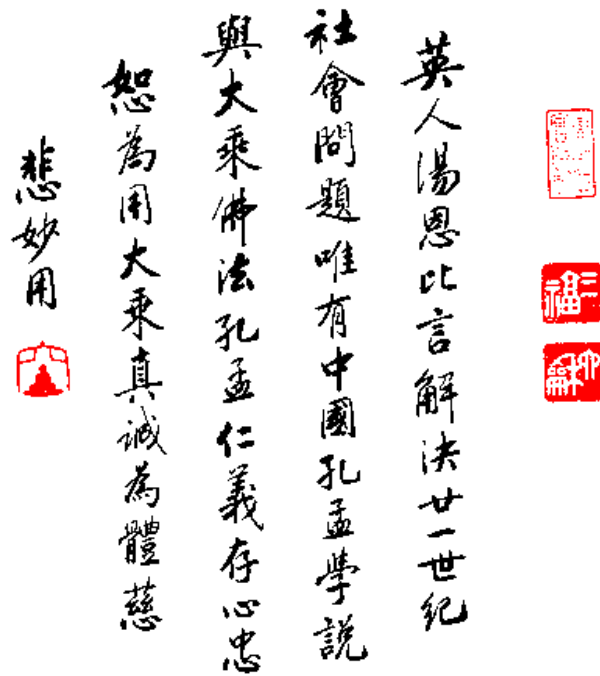 英人湯恩比言解決廿一世紀
社會問題唯有中國孔孟學説
與大乘佛法孔孟仁義存心忠
恕為用大乘真誠為體慈
悲妙用